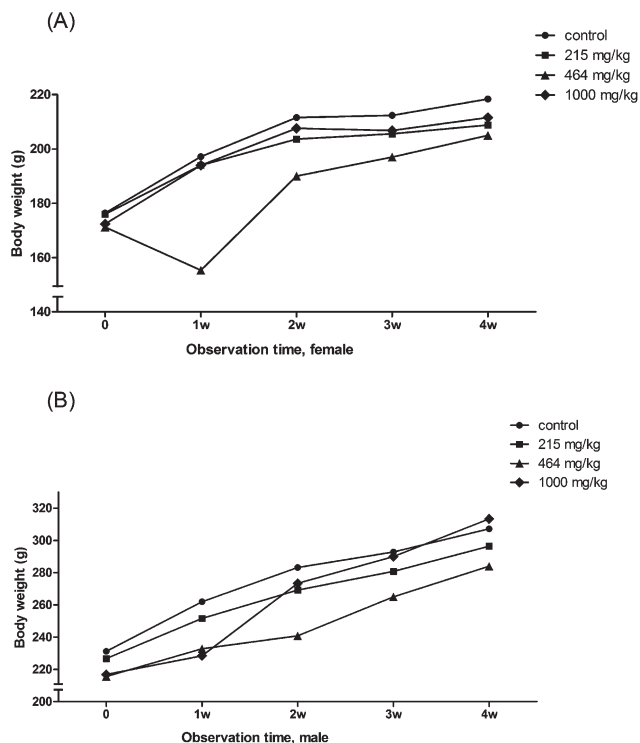 (A)
control
215 mg/kg
464 mg/kg
1000 mg/kg
220
200
180
160
140
Body weight (g)
0 1w 2w 3w 4w
Observation time, female
(B)
control
215 mg/kg
464 mg/kg
1000 mg/kg
320
300
280
260
240
220
200
Body weight (g)
0 1w 2w 3w 4w
Observation time, male